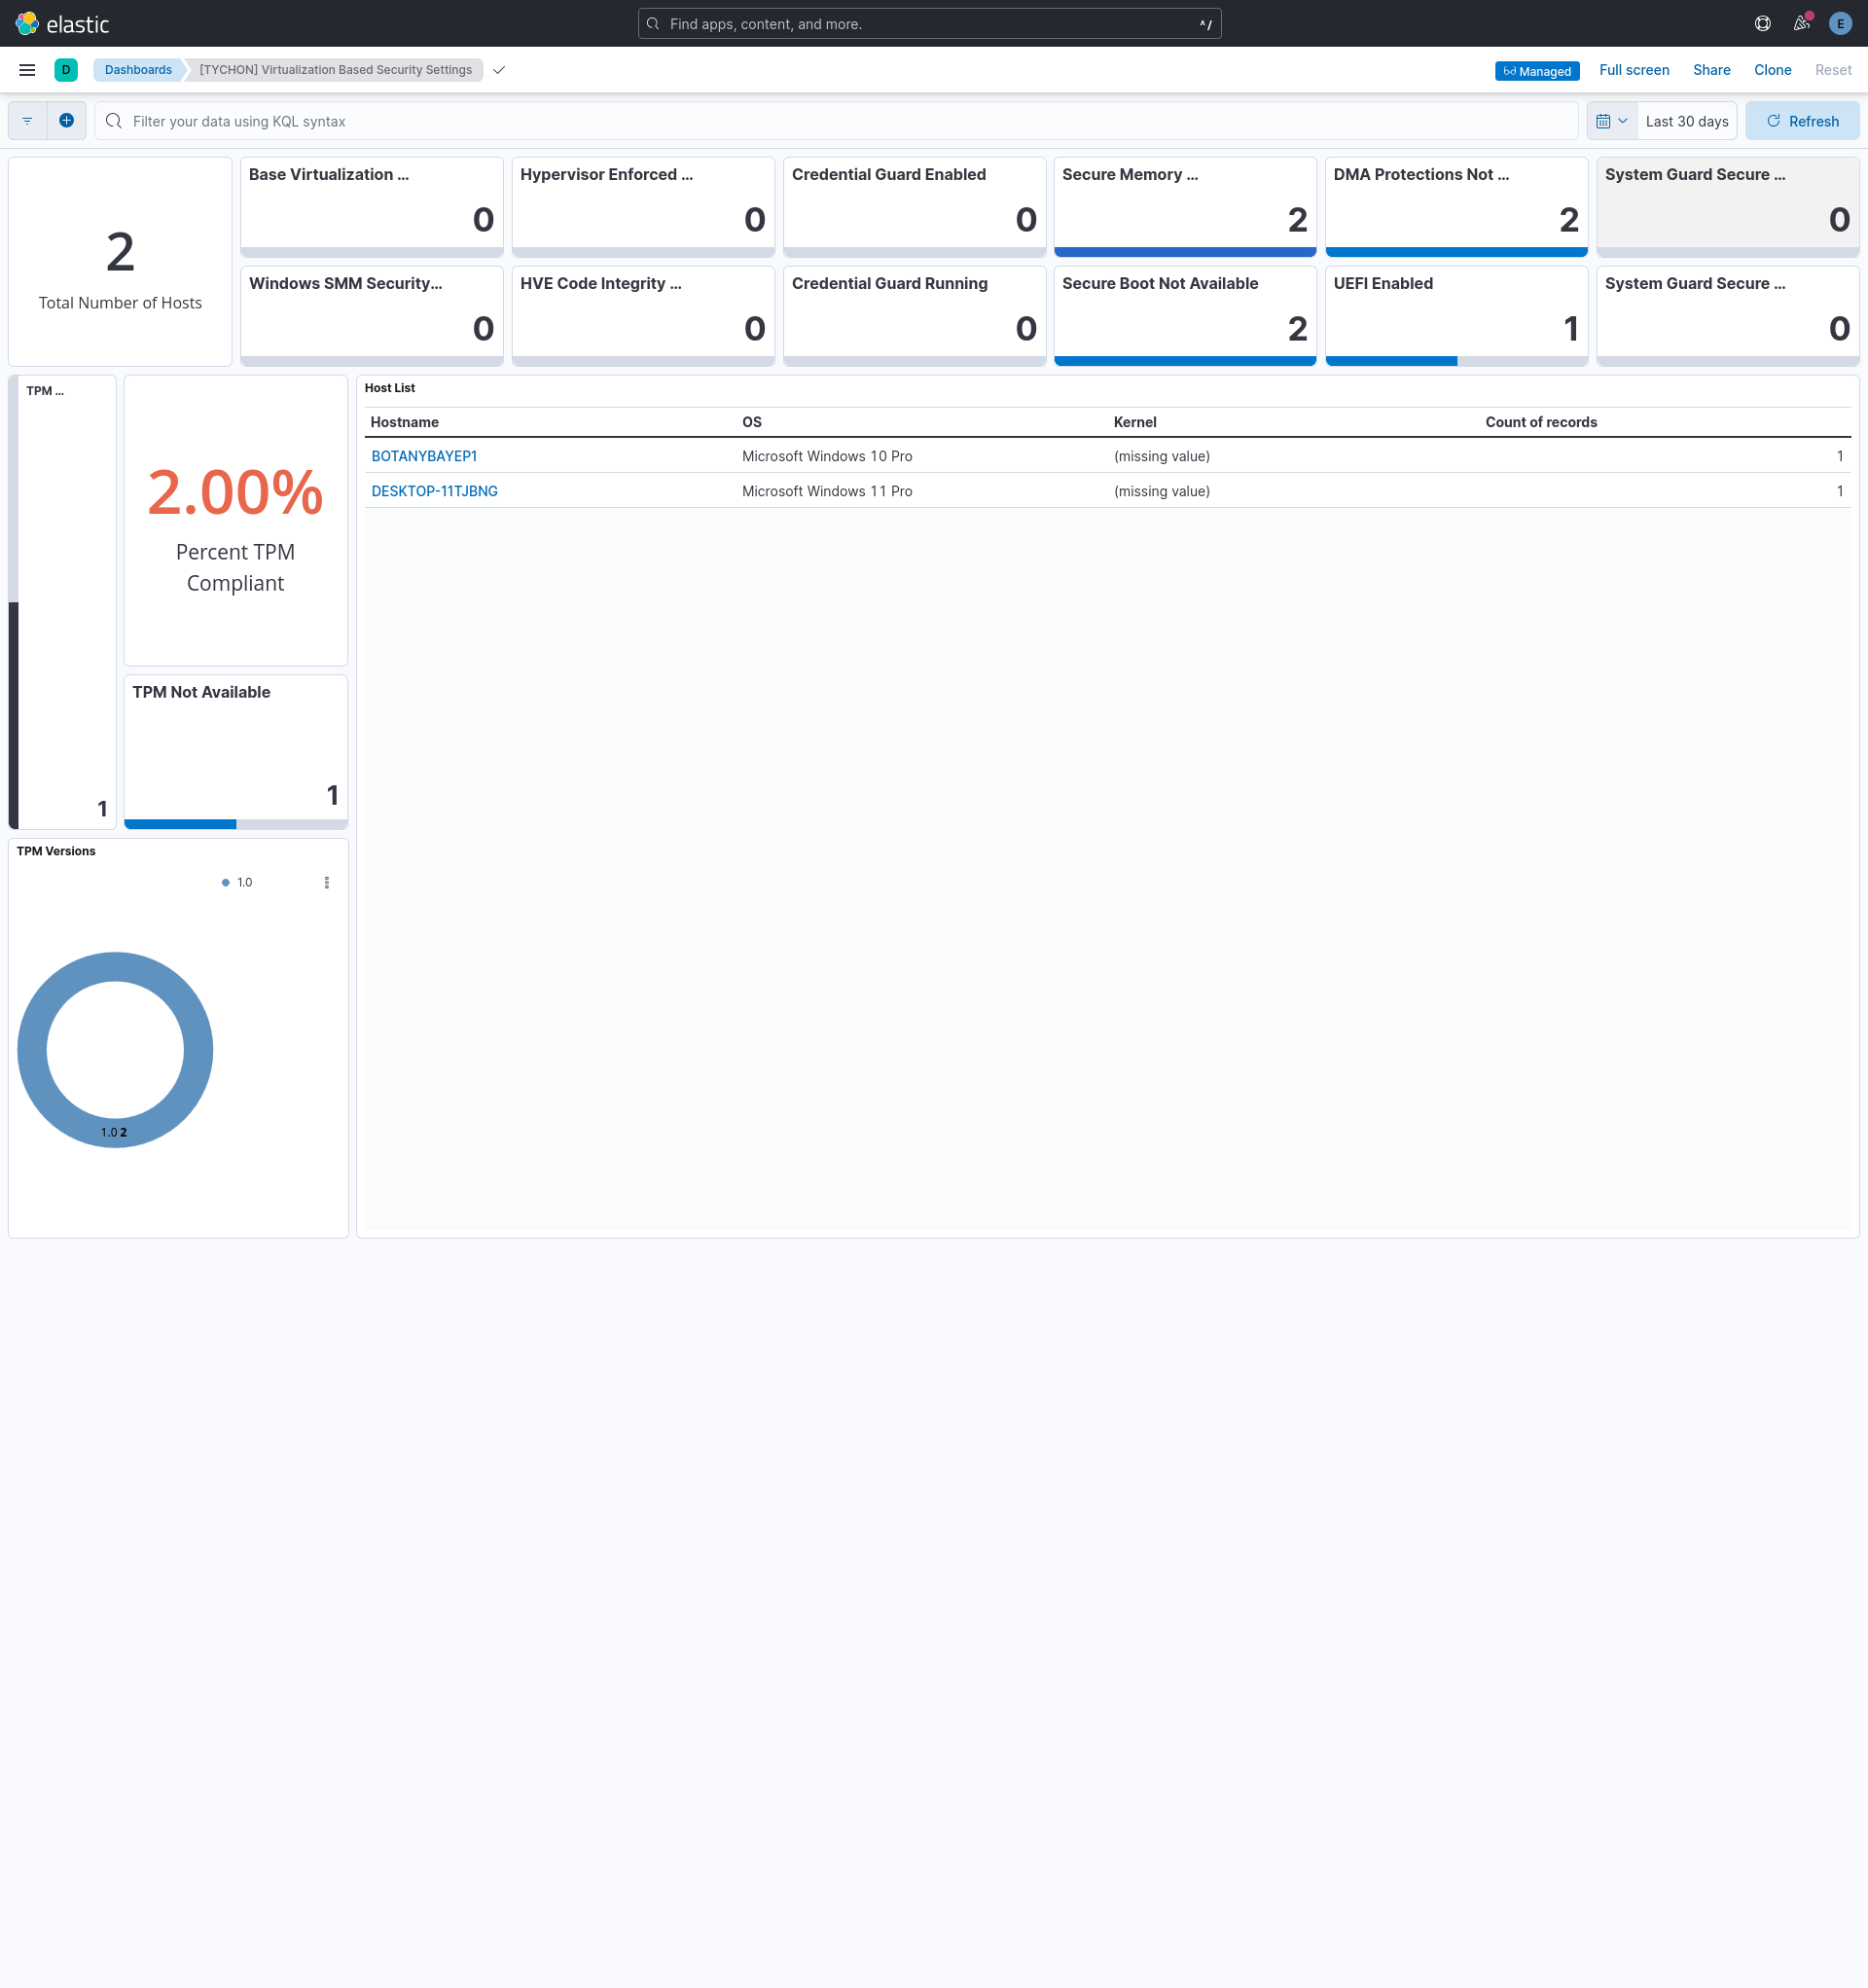 elastic
Find apps, content, and more.
^/
E
D
Dashboards
[TYCHON] Virtualization Based Security Settings
Managed
Full screen
Share
Clone
Reset
Filter your data using KQL syntax
Last 30 days
Refresh
2
Total Number of Hosts
Base Virtualization ...
0
Hypervisor Enforced ...
0
Credential Guard Enabled
0
Secure Memory ...
2
DMA Protections Not ...
2
System Guard Secure ...
0
Windows SMM Security...
0
HVE Code Integrity ...
0
Credential Guard Running
0
Secure Boot Not Available
2
UEFI Enabled
1
System Guard Secure ...
0
TPM ...
1
2.00%
Percent TPM
Compliant
TPM Not Available
1
TPM Versions
1.0
1.0 2
Host List
Hostname OS Kernel Count of records
BOTANYBAYEP1 Microsoft Windows 10 Pro (missing value) 1
DESKTOP-11TJBNG Microsoft Windows 11 Pro (missing value) 1